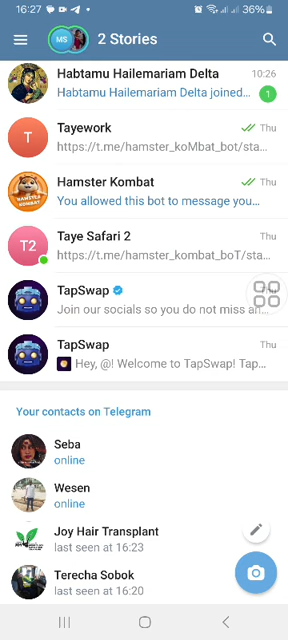 16:27
36%
MS
2 Stories
Habtamu Hailemariam Delta
10:26
Habtamu Hailemariam Delta joined...
1
T
Tayework
Thu
https://t.me/hamster_koMbat_bot/sta...
HAMSTER
KOMBAT
Hamster Kombat
Thu
You allowed this bot to message you...
T2
Taye Safari 2
Thu
https://t.me/hamster_kombat_boT/sta...
TapSwap
Thu
Join our socials so you do not miss an...
TapSwap
Thu
Hey, @! Welcome to TapSwap! Tap...
Your contacts on Telegram
Seba
online
Wesen
online
Joy Hair Transplant
last seen at 16:23
Terecha Sobok
last seen at 16:20